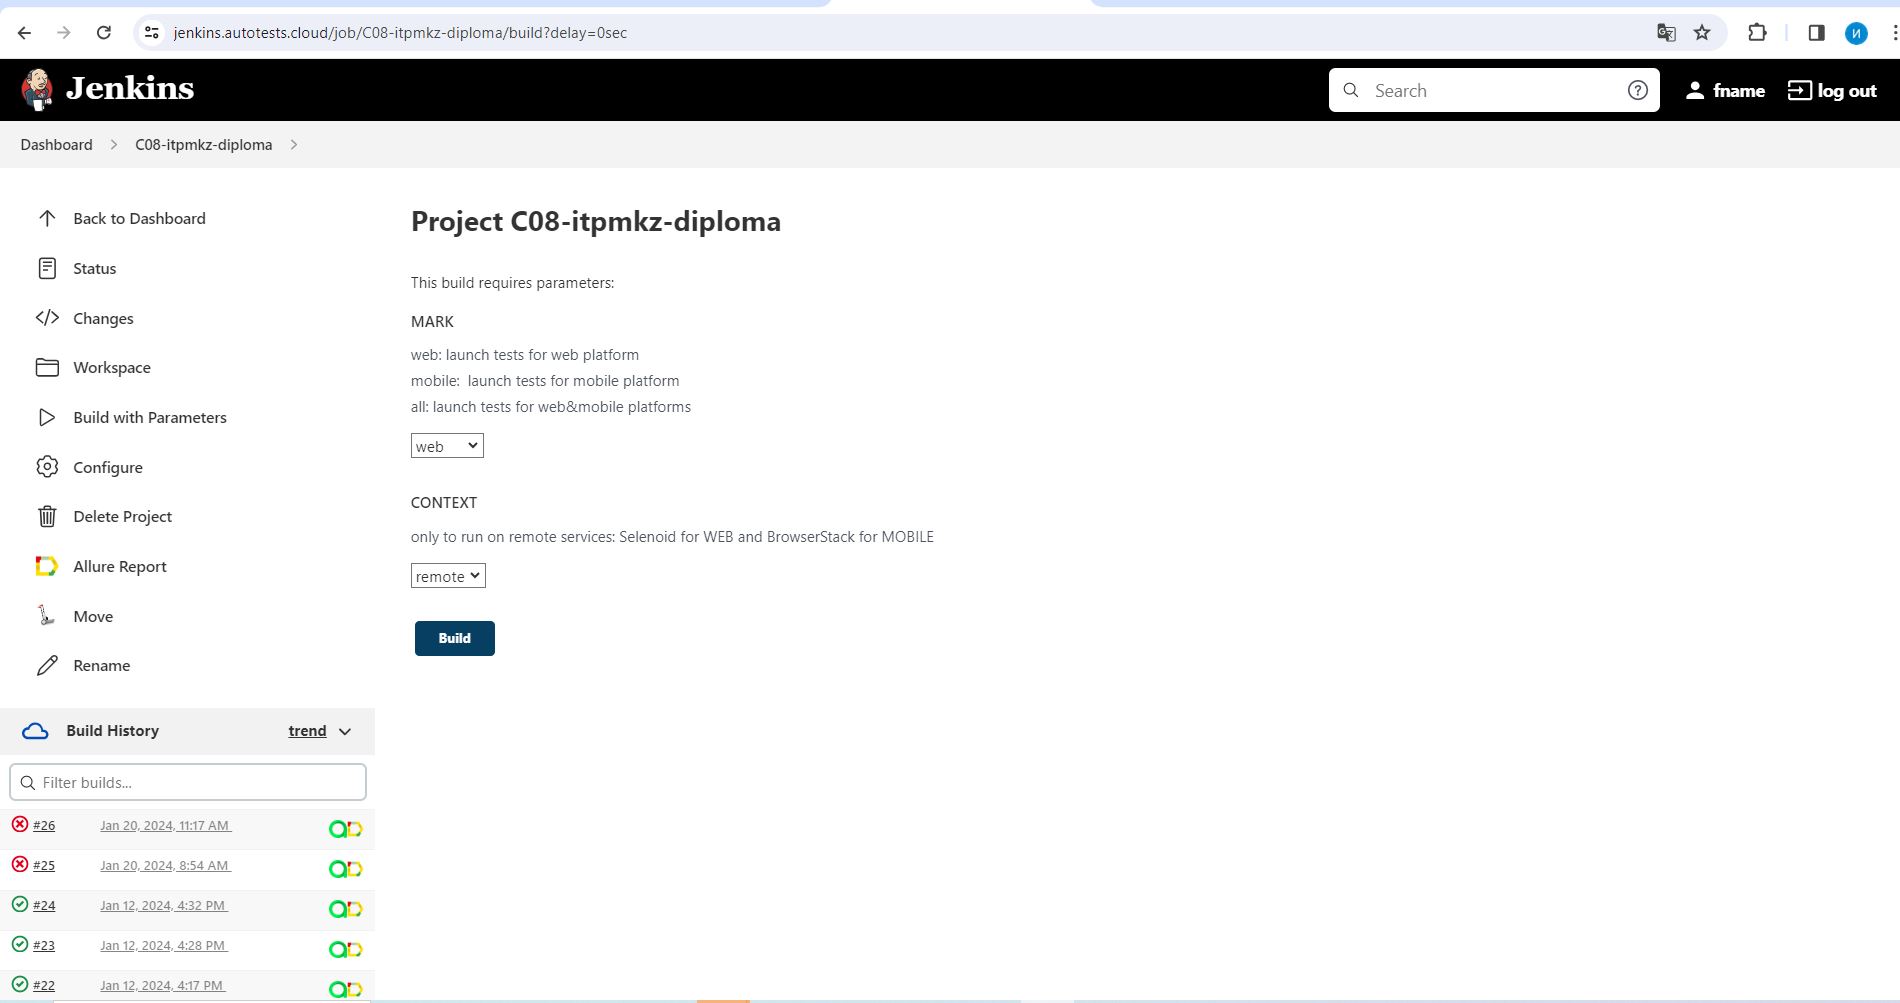 jenkins.autotests.cloud/job/C08-itpmkz-diploma/build?delay=0sec
И
Jenkins
Search
fname
log out
Dashboard
C08-itpmkz-diploma
Back to Dashboard
Status
Changes
Workspace
Build with Parameters
Configure
Delete Project
Allure Report
Move
Rename
Build History
trend
Filter builds...
#26 Jan 20, 2024, 11:17 AM
#25 Jan 20, 2024, 8:54 AM
#24 Jan 12, 2024, 4:32 PM
#23 Jan 12, 2024, 4:28 PM
#22 Jan 12, 2024, 4:17 PM
Project C08-itpmkz-diploma
This build requires parameters:
MARK
web: launch tests for web platform
mobile:  launch tests for mobile platform
all: launch tests for web&mobile platforms
web
CONTEXT
only to run on remote services: Selenoid for WEB and BrowserStack for MOBILE
remote
Build